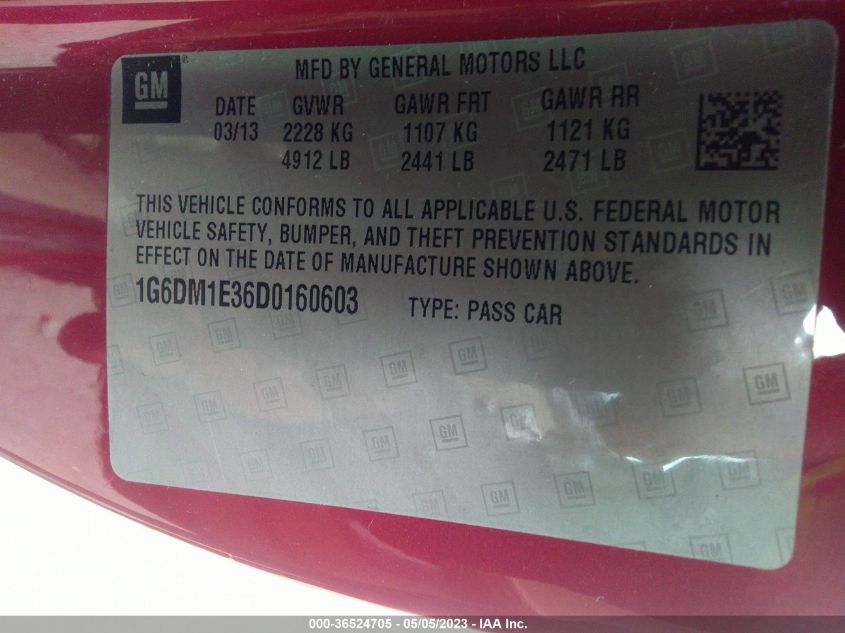 GM
MFD BY GENERAL MOTORS LLC
DATE GVWR GAWR FRT GAWR RR
03/13 2228 KG 1107 KG 1121 KG
4912 LB 2441 LB 2471 LB
THIS VEHICLE CONFORMS TO ALL APPLICABLE U.S. FEDERAL MOTOR
VEHICLE SAFETY, BUMPER, AND THEFT PREVENTION STANDARDS IN
EFFECT ON THE DATE OF MANUFACTURE SHOWN ABOVE.
1G6DM1E36D0160603 TYPE: PASS CAR
000-36524705 - 05/05/2023 - IAA Inc.